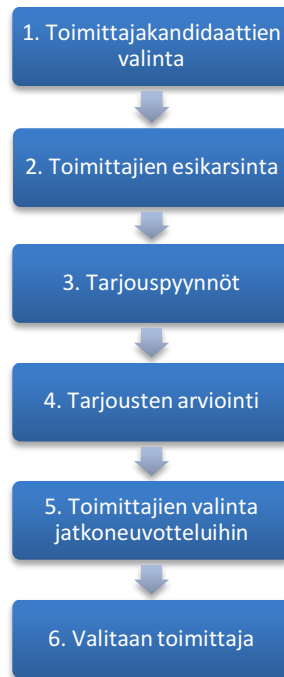 1. Toimittajakandidaattien
valinta
2. Toimittajien esikarsinta
3. Tarjouspyynnöt
4. Tarjousten arviointi
5. Toimittajien valinta
jatkoneuvotteluihin
6. Valitaan toimittaja